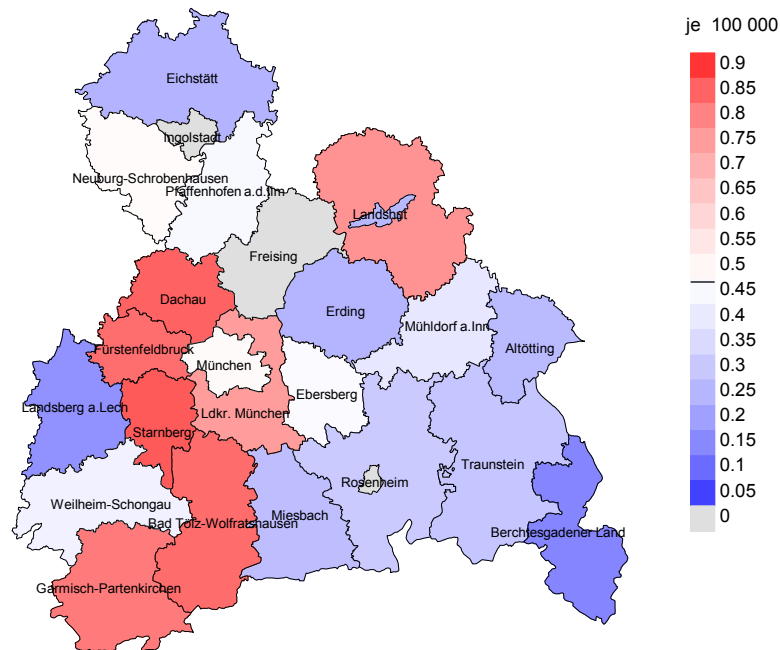 je 100 000
0.9
0.85
0.8
0.75
0.7
0.65
0.6
0.55
0.5
0.45
0.4
0.35
0.3
0.25
0.2
0.15
0.1
0.05
0
Eichstätt
Ingolstadt
Neuburg-Schrobenhausen
Pfaffenhofen a.d.Ilm
Landshut
Freising
Dachau
Erding
Mühldorf a.Inn
Fürstenfeldbruck
Altötting
München
Ebersberg
Landsberg a.Lech
Ldkr. München
Starnberg
Traunstein
Rosenheim
Weilheim-Schongau
Miesbach
Bad Tölz-Wolfratshausen
Berchtesgadener Land
Garmisch-Partenkirchen